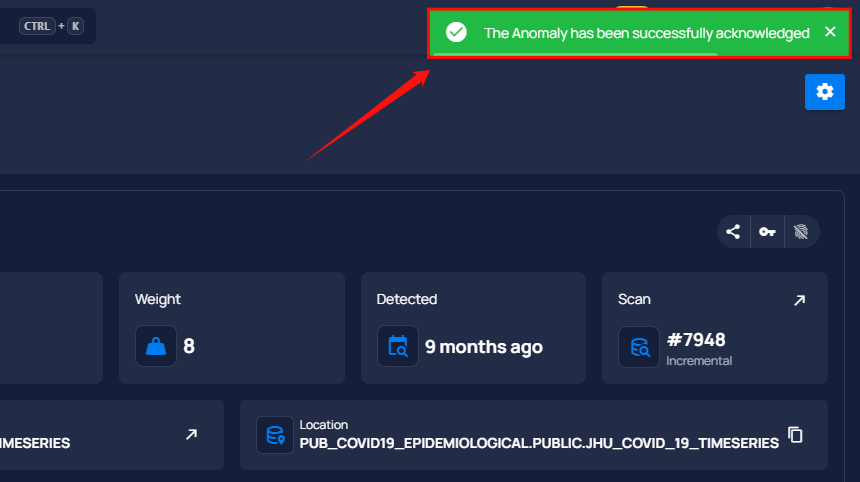 CTRL + K
The Anomaly has been successfully acknowledged
Weight
8
Detected
9 months ago
Scan
#7948
Incremental
IMESERIES
Location
PUB_COVID19_EPIDEMIOLOGICAL.PUBLIC.JHU_COVID_19_TIMESERIES